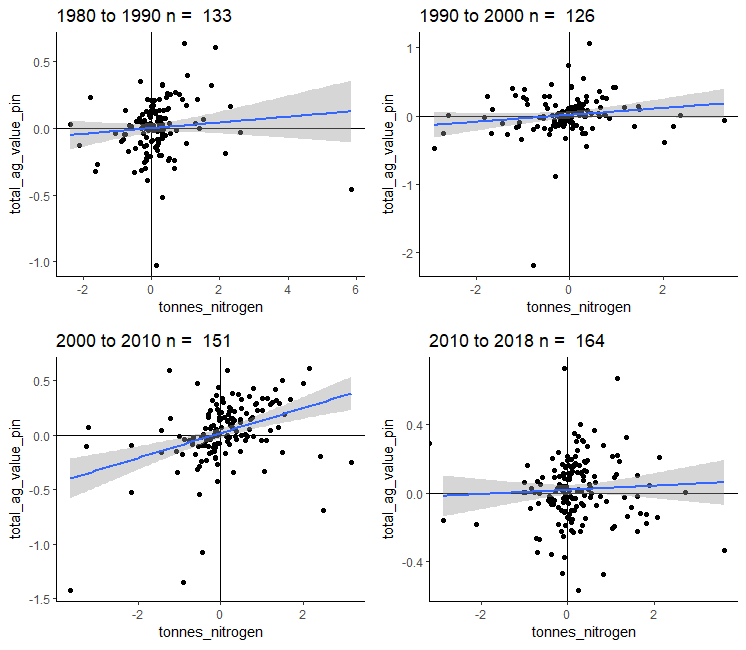 1980 to 1990 n =  133
total_ag_value_pin
0.5
0.0
-0.5
-1.0
-2
0
2
4
6
tonnes_nitrogen
1990 to 2000 n =  126
total_ag_value_pin
1
0
-1
-2
-2
0
2
tonnes_nitrogen
2000 to 2010 n =  151
total_ag_value_pin
0.5
0.0
-0.5
-1.0
-1.5
-2
0
2
tonnes_nitrogen
2010 to 2018 n =  164
total_ag_value_pin
0.4
0.0
-0.4
-2
0
2
tonnes_nitrogen